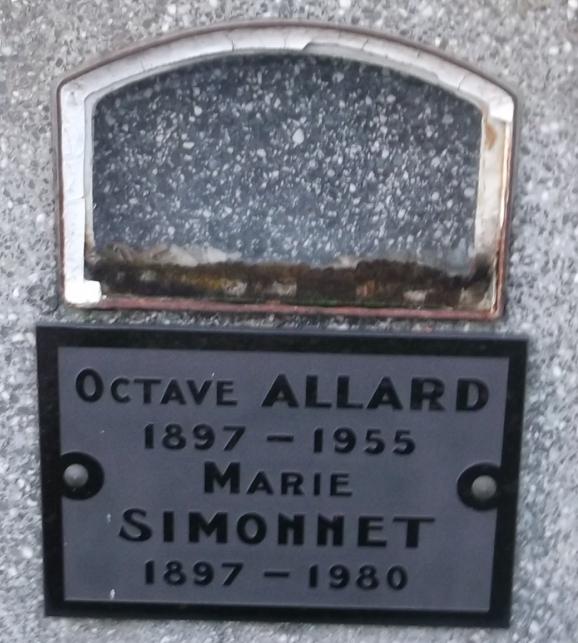 Octave ALLARD
1897 - 1955
Marie
SIMONNET
1897 - 1980